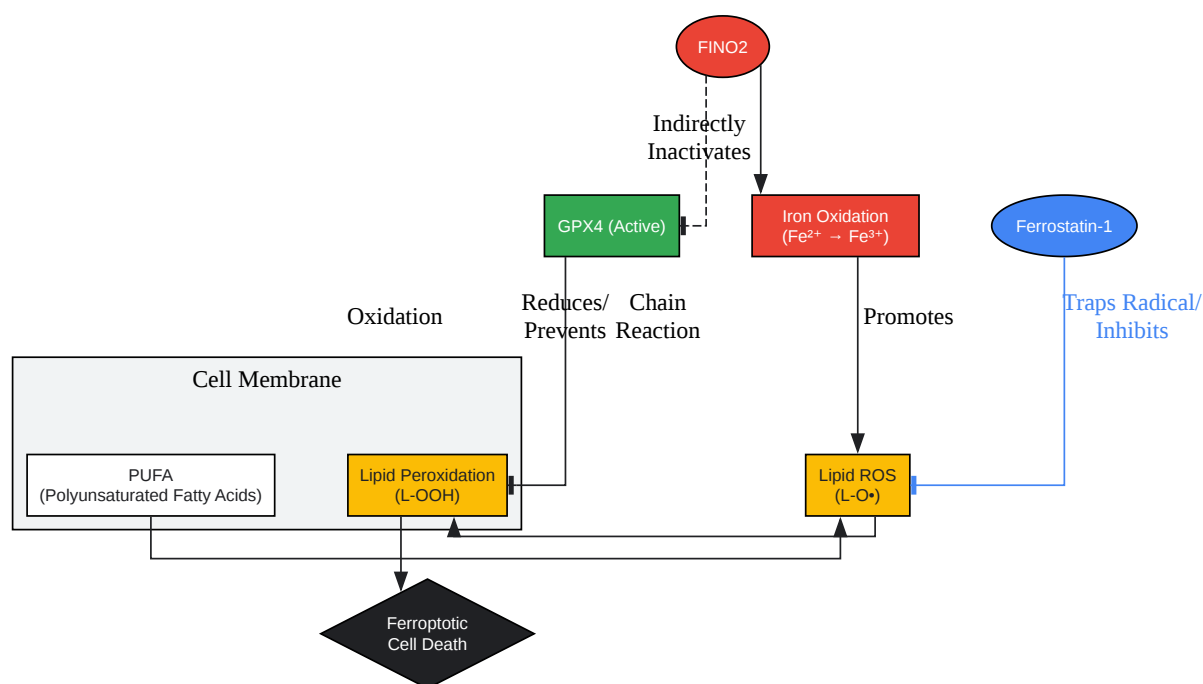 FINO2
Indirectly
Inactivates
GPX4 (Active)
Iron Oxidation
(Fe²⁺ → Fe³⁺)
Ferrostatin-1
Oxidation
Reduces/
Prevents
Chain
Reaction
Promotes
Traps Radical/
Inhibits
Cell Membrane
PUFA
(Polyunsaturated Fatty Acids)
Lipid Peroxidation
(L-OOH)
Lipid ROS
(L-O•)
Ferroptotic
Cell Death